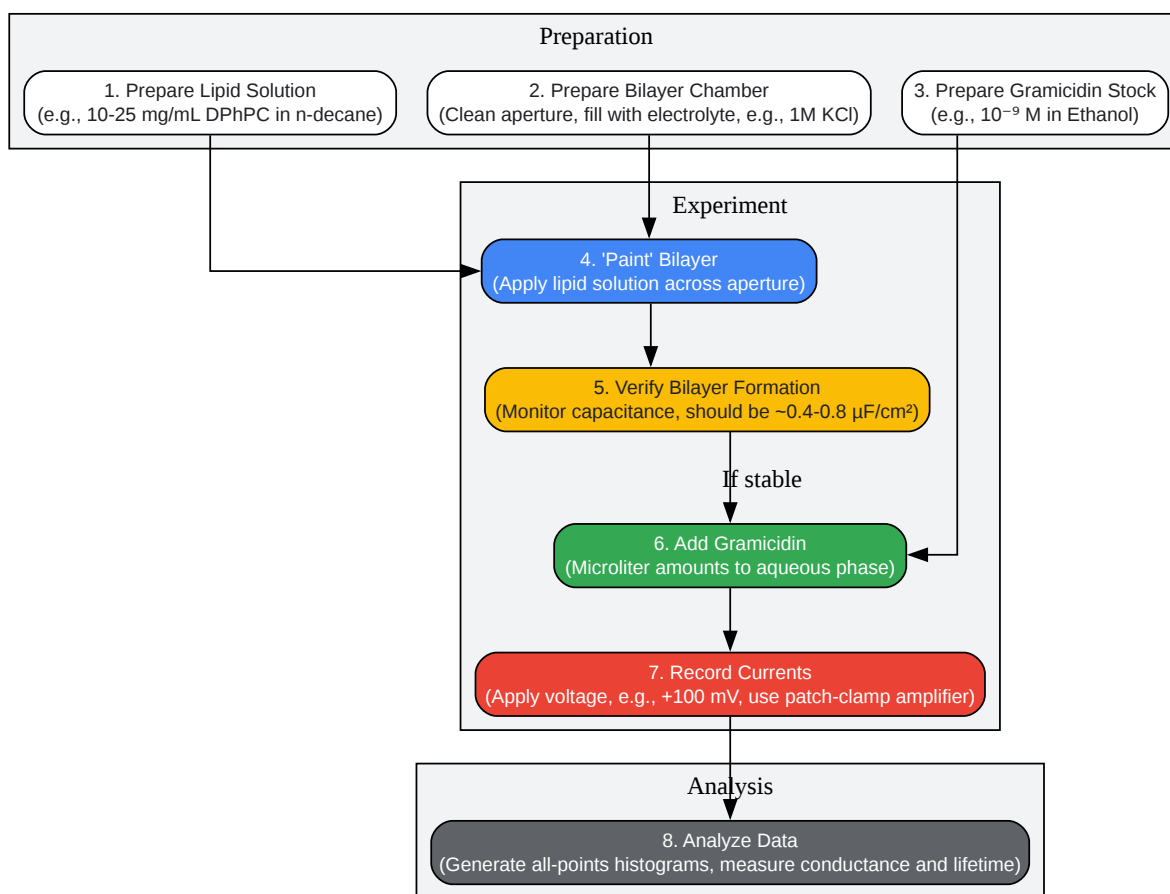 Preparation
1. Prepare Lipid Solution
(e.g., 10-25 mg/mL DPhPC in n-decane)
2. Prepare Bilayer Chamber
(Clean aperture, fill with electrolyte, e.g., 1M KCl)
3. Prepare Gramicidin Stock
(e.g., 10⁻⁹ M in Ethanol)
Experiment
4. 'Paint' Bilayer
(Apply lipid solution across aperture)
5. Verify Bilayer Formation
(Monitor capacitance, should be ~0.4-0.8 µF/cm²)
If stable
6. Add Gramicidin
(Microliter amounts to aqueous phase)
7. Record Currents
(Apply voltage, e.g., +100 mV, use patch-clamp amplifier)
Analysis
8. Analyze Data
(Generate all-points histograms, measure conductance and lifetime)